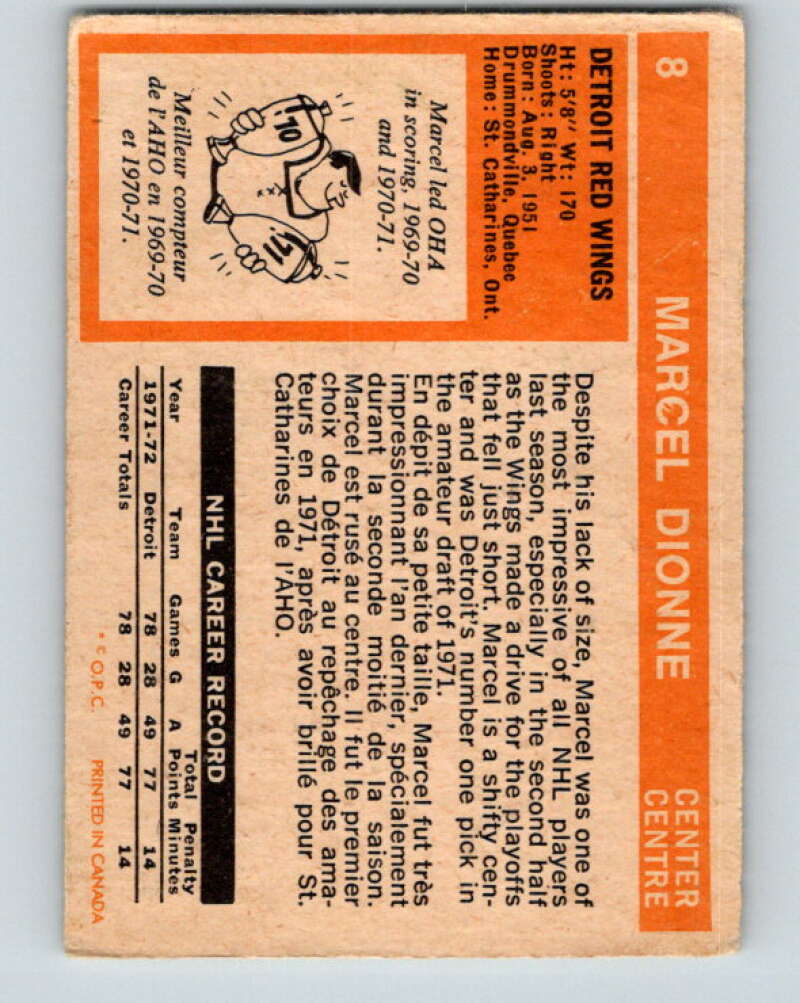 8
MARCEL DIONNE
CENTER
CENTRE
DETROIT RED WINGS
Ht: 5'8" Wt: 170
Shoots: Right
Born: Aug. 3, 1951
Drummondville, Quebec
Home: St. Catharines, Ont.
Marcel led OHA
in scoring, 1969-70
and 1970-71.
'70
'71
Meilleur compteur
de l'AHO en 1969-70
et 1970-71.
Despite his lack of size, Marcel was one of
the most impressive of all NHL players
last season, especially in the second half
as the Wings made a drive for the playoffs
that fell just short. Marcel is a shifty cen-
ter and was Detroit's number one pick in
the amateur draft of 1971.
En dépit de sa petite taille, Marcel fut très
impressionnant l'an dernier, spécialement
durant la seconde moitié de la saison.
Marcel est rusé au centre. Il fut le premier
choix de Détroit au repêchage des ama-
teurs en 1971, après avoir brillé pour St.
Catharines de l'AHO.
NHL CAREER RECORD
Total Penalty
Year Team Games G A Points Minutes
1971-72 Detroit 78 28 49 77 14
Career Totals 78 28 49 77 14
* © O.P.C. PRINTED IN CANADA